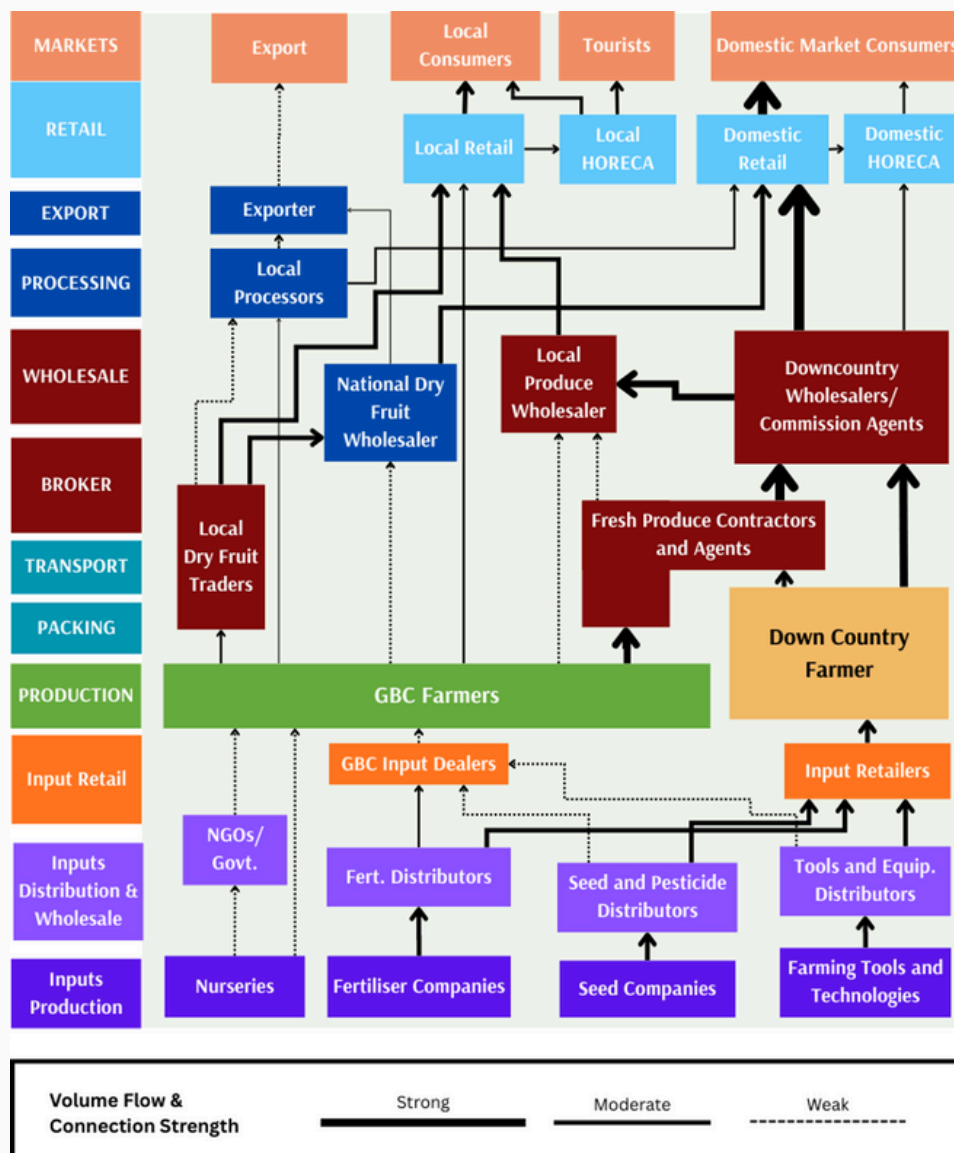 MARKETS
Export
Local
Consumers
Tourists
Domestic Market Consumers
RETAIL
Local Retail
Local
HORECA
Domestic
Retail
Domestic
HORECA
EXPORT
Exporter
PROCESSING
Local
Processors
WHOLESALE
National Dry
Fruit
Wholesaler
Local
Produce
Wholesaler
Downcountry
Wholesalers/
Commission Agents
BROKER
Local
Dry Fruit
Traders
Fresh Produce Contractors
and Agents
TRANSPORT
PACKING
Down Country
Farmer
PRODUCTION
GBC Farmers
Input Retail
GBC Input Dealers
Input Retailers
Inputs
Distribution &
Wholesale
NGOs/
Govt.
Fert. Distributors
Seed and Pesticide
Distributors
Tools and Equip.
Distributors
Inputs
Production
Nurseries
Fertiliser Companies
Seed Companies
Farming Tools and
Technologies
Volume Flow &
Connection Strength
Strong
Moderate
Weak